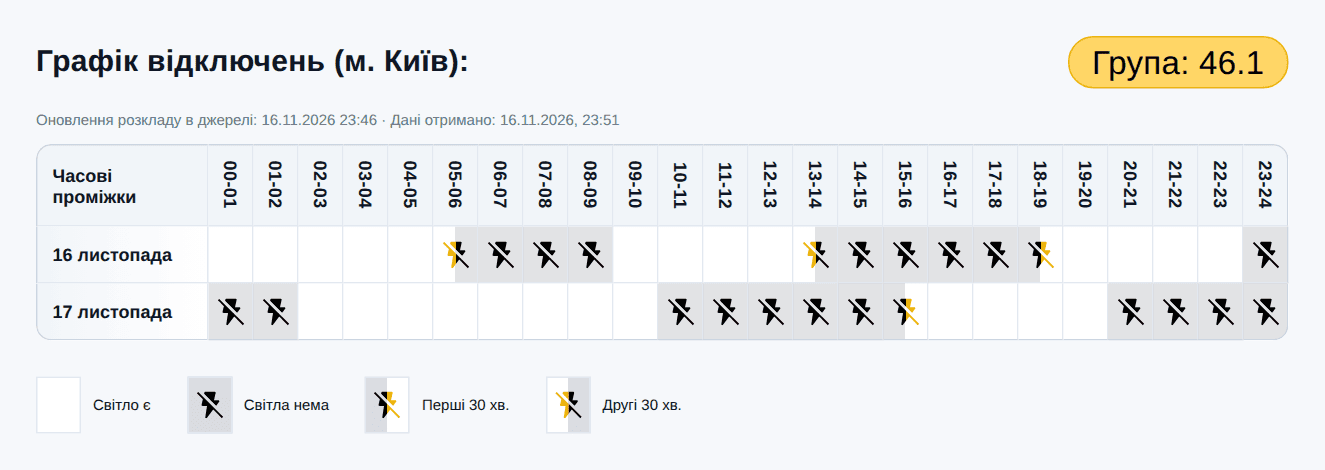 Графік відключень (м. Київ):
Група: 46.1
Оновлення розкладу в джерелі: 16.11.2026 23:46 · Дані отримано: 16.11.2026, 23:51
Часові
проміжки
00-01
01-02
02-03
03-04
04-05
05-06
06-07
07-08
08-09
09-10
10-11
11-12
12-13
13-14
14-15
15-16
16-17
17-18
18-19
19-20
20-21
21-22
22-23
23-24
16 листопада
17 листопада
Світло є
Світла нема
Перші 30 хв.
Другі 30 хв.